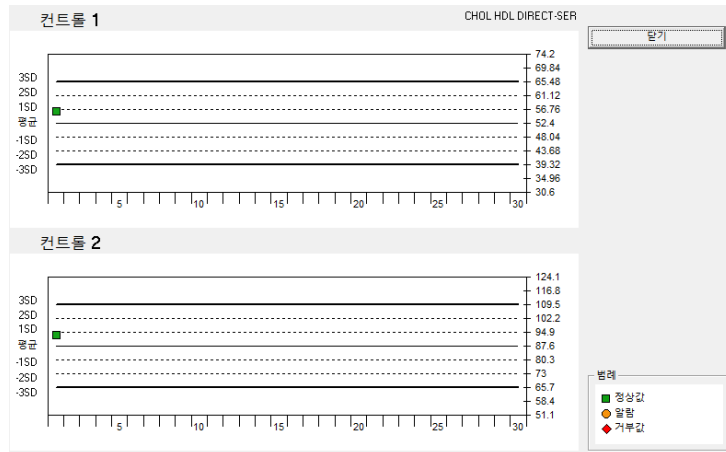 컨트롤 1
CHOL HDL DIRECT-SER
닫기
3SD
2SD
1SD
평균
-1SD
-2SD
-3SD
74.2
69.84
65.48
61.12
56.76
52.4
48.04
43.68
39.32
34.96
30.6
5 10 15 20 25 30
컨트롤 2
3SD
2SD
1SD
평균
-1SD
-2SD
-3SD
124.1
116.8
109.5
102.2
94.9
87.6
80.3
73
65.7
58.4
51.1
5 10 15 20 25 30
범례
정상값
알람
거부값